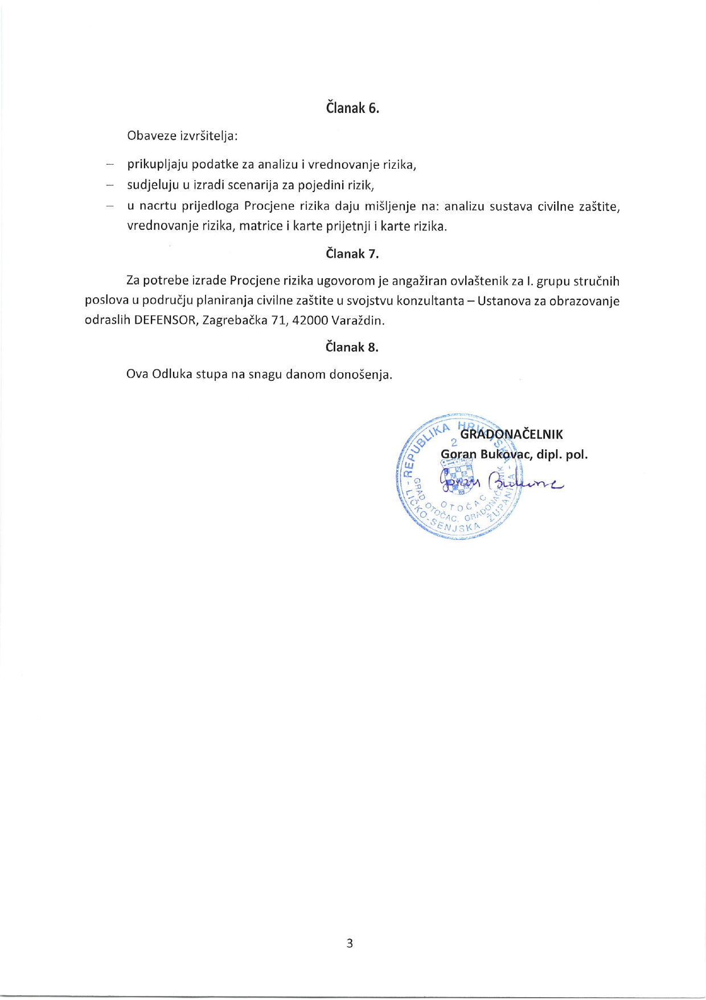 Članak 6.
Obaveze izvršitelja:
– prikupljaju podatke za analizu i vrednovanje rizika,
– sudjeluju u izradi scenarija za pojedini rizik,
– u nacrtu prijedloga Procjene rizika daju mišljenje na: analizu sustava civilne zaštite,
vrednovanje rizika, matrice i karte prijetnji i karte rizika.
Članak 7.
Za potrebe izrade Procjene rizika ugovorom je angažiran ovlaštenik za I. grupu stručnih
poslova u području planiranja civilne zaštite u svojstvu konzultanta – Ustanova za obrazovanje
odraslih DEFENSOR, Zagrebačka 71, 42000 Varaždin.
Članak 8.
Ova Odluka stupa na snagu danom donošenja.
GRADONAČELNIK
Goran Bukovac, dipl. pol.
Goran Bukovac
- REPUBLIKA HRVATSKA -
2
LIČKO-SENJSKA ŽUPANIJA
GRAD OTOČAC, GRADONAČELNIK
OTOČAC
3